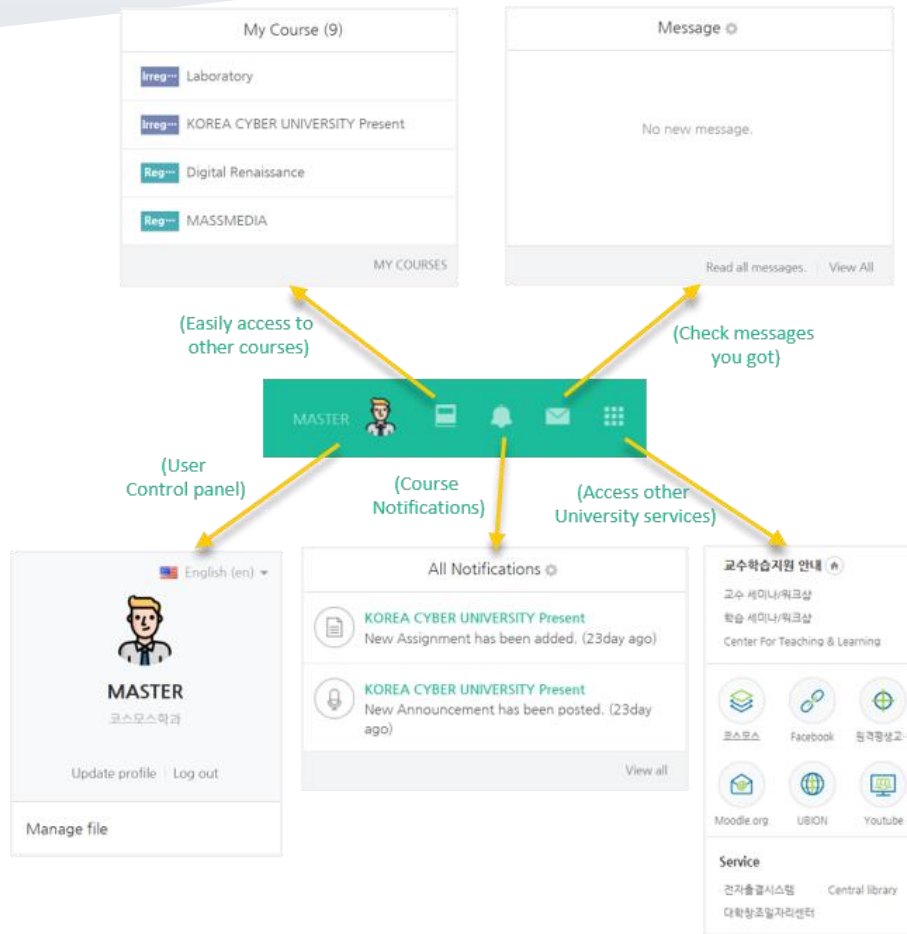 My Course (9)
Irreg··· Laboratory
Irreg··· KOREA CYBER UNIVERSITY Present
Reg··· Digital Renaissance
Reg··· MASSMEDIA
MY COURSES
Message
No new message.
Read all messages. View All
(Easily access to
other courses)
(Check messages
you got)
MASTER
(User
Control panel)
(Course
Notifications)
(Access other
University services)
English (en)
MASTER
코스모스학과
Update profile Log out
Manage file
All Notifications
KOREA CYBER UNIVERSITY Present
New Assignment has been added. (23day ago)
KOREA CYBER UNIVERSITY Present
New Announcement has been posted. (23day
ago)
View all
교수학습지원 안내
교수 세미나/워크샵
학습 세미나/워크샵
Center For Teaching & Learning
코스모스 Facebook 원격평생교
Moodle.org UBION Youtube
Service
전자출결시스템 Central library
대학창조일자리센터